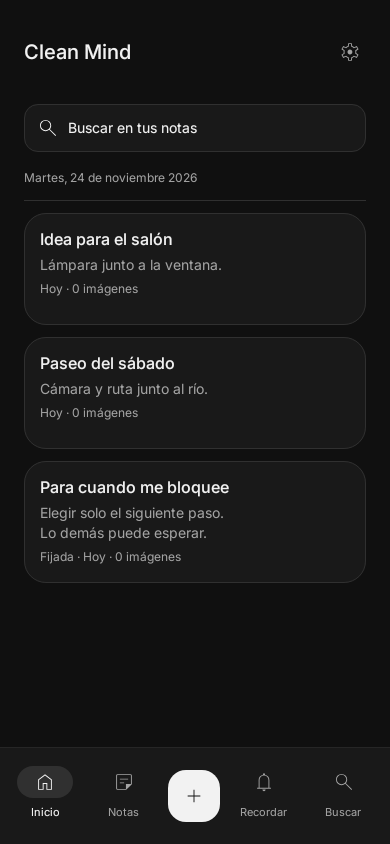 Clean Mind
Buscar en tus notas
Martes, 24 de noviembre 2026
Idea para el salón
Lámpara junto a la ventana.
Hoy · 0 imágenes
Paseo del sábado
Cámara y ruta junto al río.
Hoy · 0 imágenes
Para cuando me bloquee
Elegir solo el siguiente paso.
Lo demás puede esperar.
Fijada · Hoy · 0 imágenes
Inicio
Notas
Recordar
Buscar